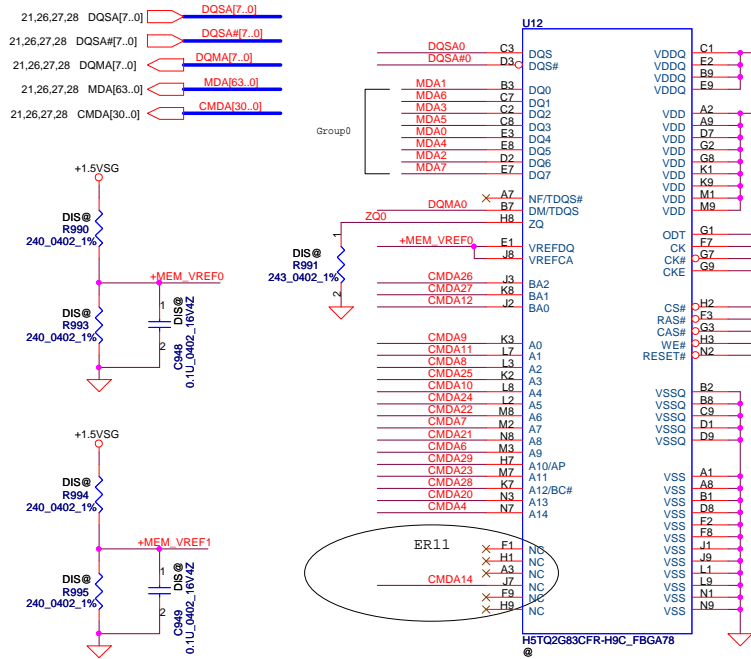 21,26,27,28 DQSA[7..0] DQSA[7..0]
21,26,27,28 DQSA#[7..0] DQSA#[7..0]
21,26,27,28 DQMA[7..0] DQMA[7..0]
21,26,27,28 MDA[63..0] MDA[63..0]
21,26,27,28 CMDA[30..0] CMDA[30..0]
+1.5VSG
DIS@
R990
240_0402_1%
+MEM_VREF0
DIS@
R993
240_0402_1%
1
2
DIS@
C948
0.1U_0402_16V4Z
+1.5VSG
DIS@
R994
240_0402_1%
+MEM_VREF1
DIS@
R995
240_0402_1%
1
2
DIS@
C949
0.1U_0402_16V4Z
U12
DQSA0 C3 DQS
DQSA#0 D3 DQS#
Group0
MDA1 B3 DQ0
MDA6 C7 DQ1
MDA3 C2 DQ2
MDA5 C8 DQ3
MDA0 E3 DQ4
MDA4 E8 DQ5
MDA2 D2 DQ6
MDA7 E7 DQ7
A7 NF/TDQS#
DQMA0 B7 DM/TDQS
ZQ0 H8 ZQ
1
DIS@
R991
243_0402_1%
2
+MEM_VREF0 E1 VREFDQ
J8 VREFCA
CMDA26 J3 BA2
CMDA27 K8 BA1
CMDA12 J2 BA0
CMDA9 K3 A0
CMDA11 L7 A1
CMDA8 L3 A2
CMDA25 K2 A3
CMDA10 L8 A4
CMDA24 L2 A5
CMDA22 M8 A6
CMDA7 M2 A7
CMDA21 N8 A8
CMDA6 M3 A9
CMDA29 H7 A10/AP
CMDA23 M7 A11
CMDA28 K7 A12/BC#
CMDA20 N3 A13
CMDA4 N7 A14
ER11
F1 NC
H1 NC
A3 NC
CMDA14 J7 NC
F9 NC
H9 NC
VDDQ C1
VDDQ E2
VDDQ B9
VDDQ E9
VDD A2
VDD A9
VDD D7
VDD G2
VDD G8
VDD K1
VDD K9
VDD M1
VDD M9
ODT G1
CK F7
CK# G7
CKE G9
CS# H2
RAS# F3
CAS# G3
WE# H3
RESET# N2
VSSQ B2
VSSQ B8
VSSQ C9
VSSQ D1
VSSQ D9
VSS A1
VSS A8
VSS B1
VSS D8
VSS F2
VSS F8
VSS J1
VSS J9
VSS L1
VSS L9
VSS N1
VSS N9
H5TQ2G83CFR-H9C_FBGA78
@